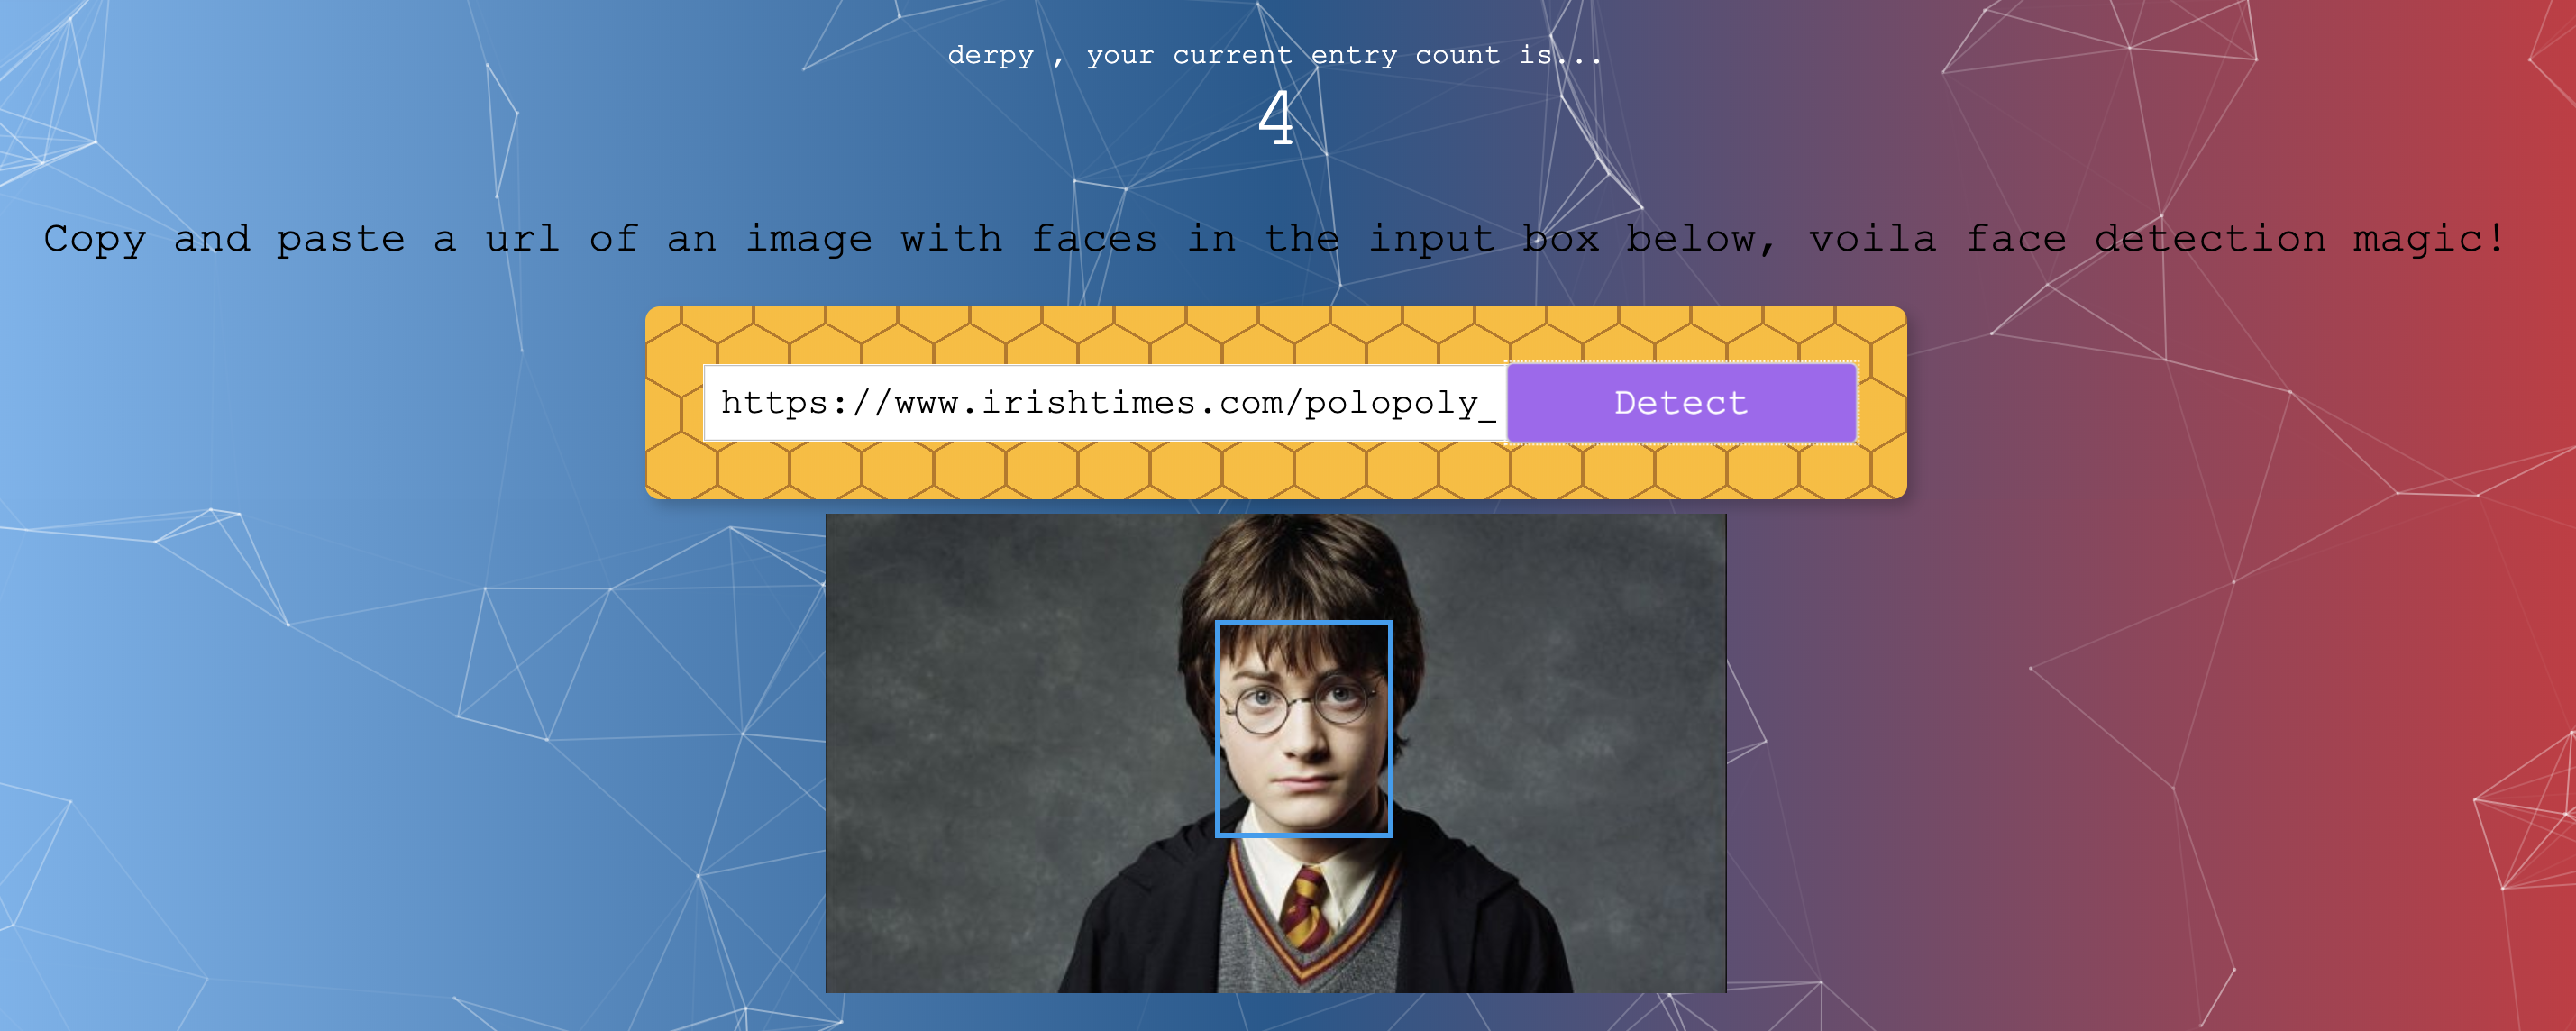 derpy , your current entry count is...
4
Copy and paste a url of an image with faces in the input box below, voila face detection magic!
https://www.irishtimes.com/polopoly_ Detect